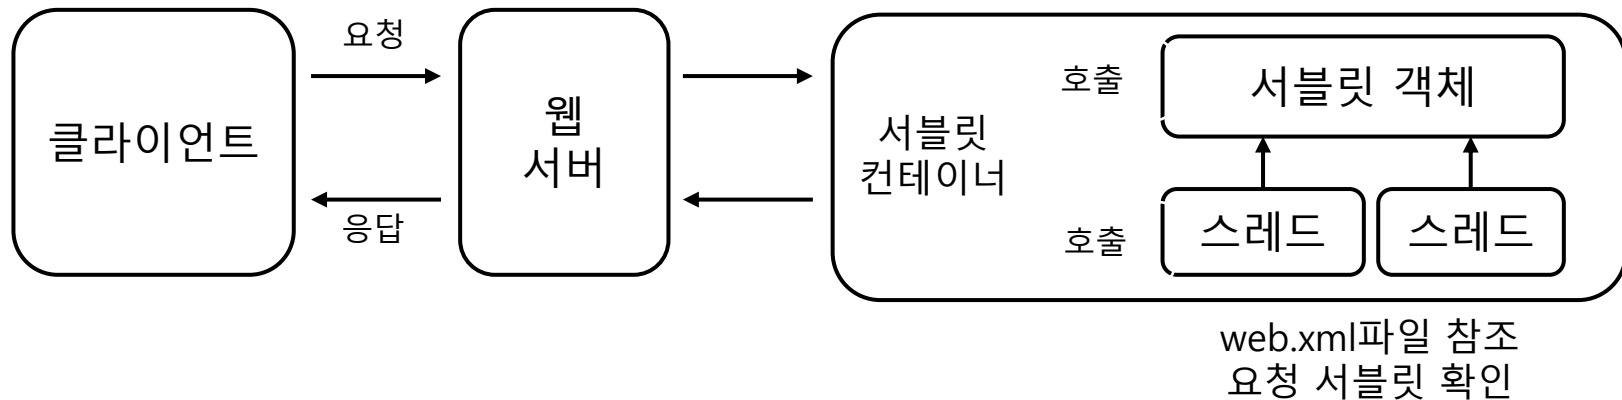 클라이언트
요청
응답
웹
서버
서블릿
컨테이너
호출
서블릿 객체
호출
스레드
스레드
web.xml파일 참조
요청 서블릿 확인